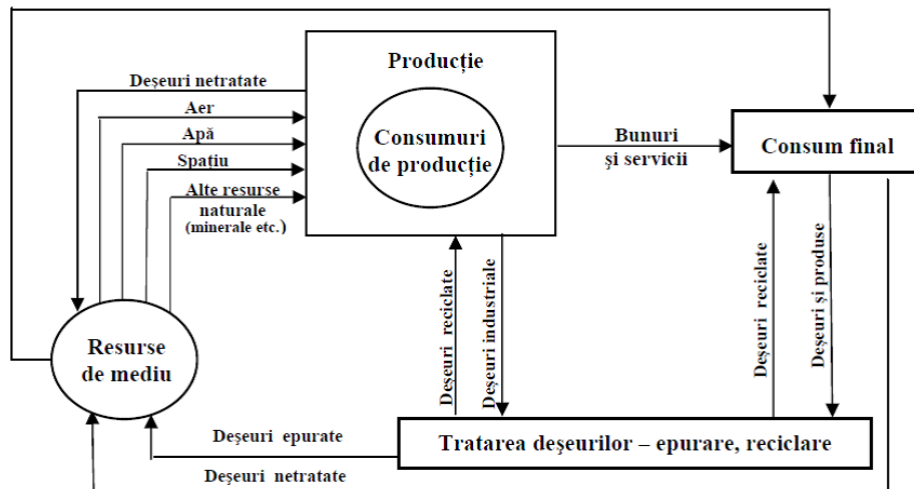 Producție
Deșeuri netratate
Aer
Apă
Spațiu
Alte resurse
naturale
(minerale etc.)
Consumuri
de producție
Bunuri
și servicii
Consum final
Deșeuri reciclate
Deșeuri industriale
Deșeuri reciclate
Deșeuri și produse
Resurse
de mediu
Deșeuri epurate
Tratarea deșeurilor – epurare, reciclare
Deșeuri netratate